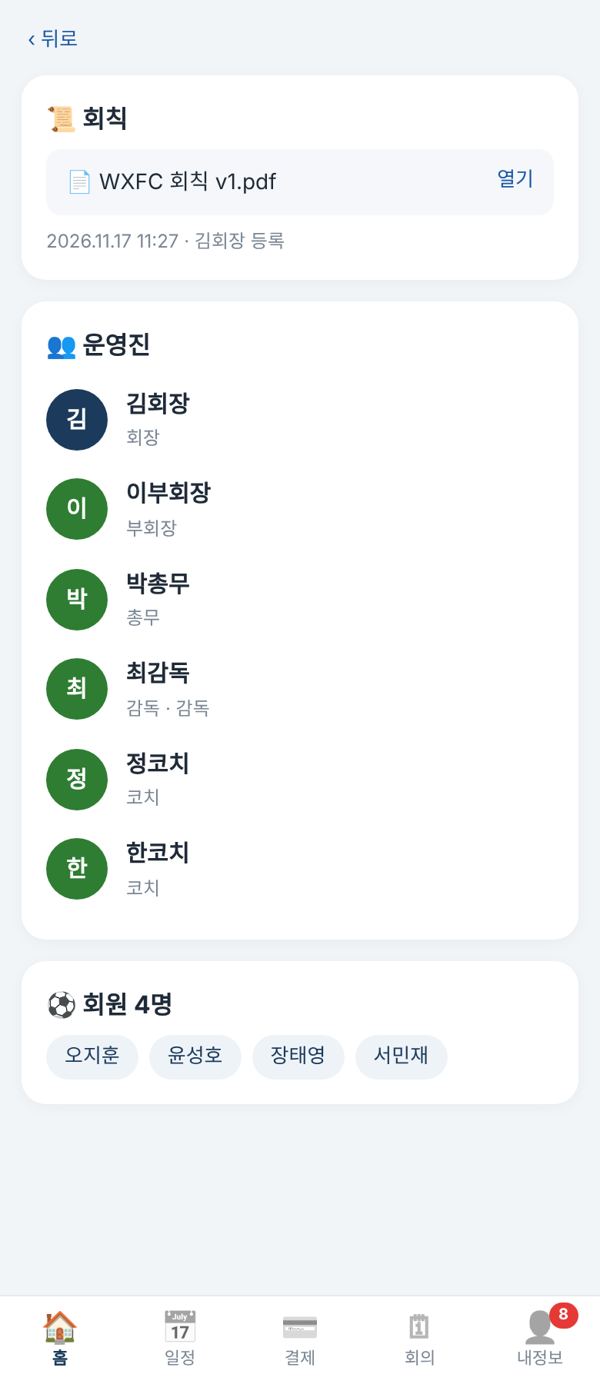 ‹ 뒤로
📜 회칙
📄 WXFC 회칙 v1.pdf 열기
2026.11.17 11:27 · 김회장 등록
👥 운영진
김
김회장
회장
이
이부회장
부회장
박
박총무
총무
최
최감독
감독 · 감독
정
정코치
코치
한
한코치
코치
⚽ 회원 4명
오지훈 윤성호 장태영 서민재
July
17
1
8
홈 일정 결제 회의 내정보